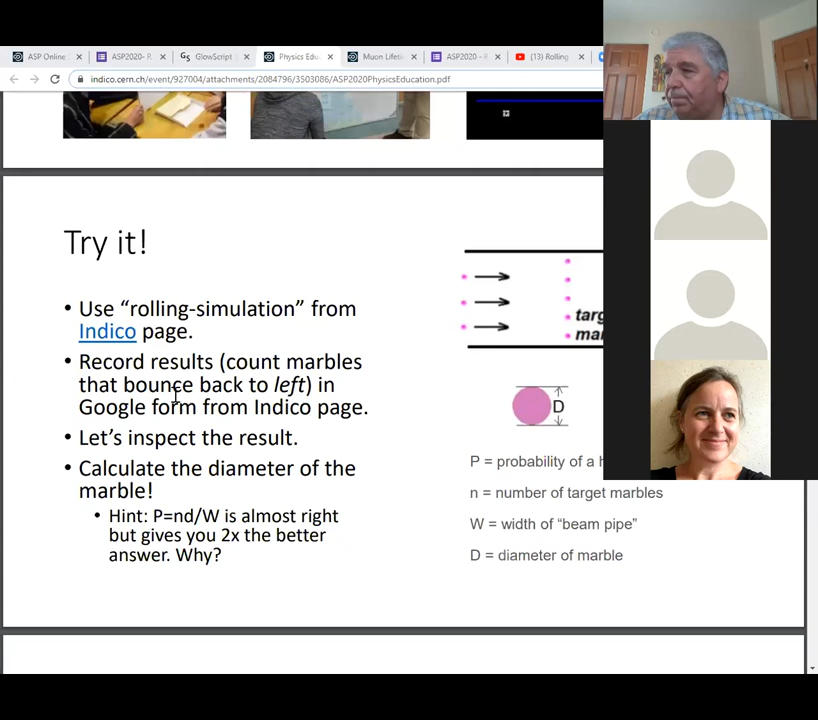 ASP Online
ASP2020- R
GlowScript
Physics Edu
Muon Lifeti
ASP2020 - R
(13) Rolling
indico.cern.ch/event/927004/attachments/2084796/3503086/ASP2020PhysicsEducation.pdf
Try it!
• Use “rolling-simulation” from
Indico page.
• Record results (count marbles
that bounce back to left) in
Google form from Indico page.
• Let’s inspect the result.
• Calculate the diameter of the
marble!
• Hint: P=nd/W is almost right
but gives you 2x the better
answer. Why?
targ
ma
D
P = probability of a h
n = number of target marbles
W = width of “beam pipe”
D = diameter of marble